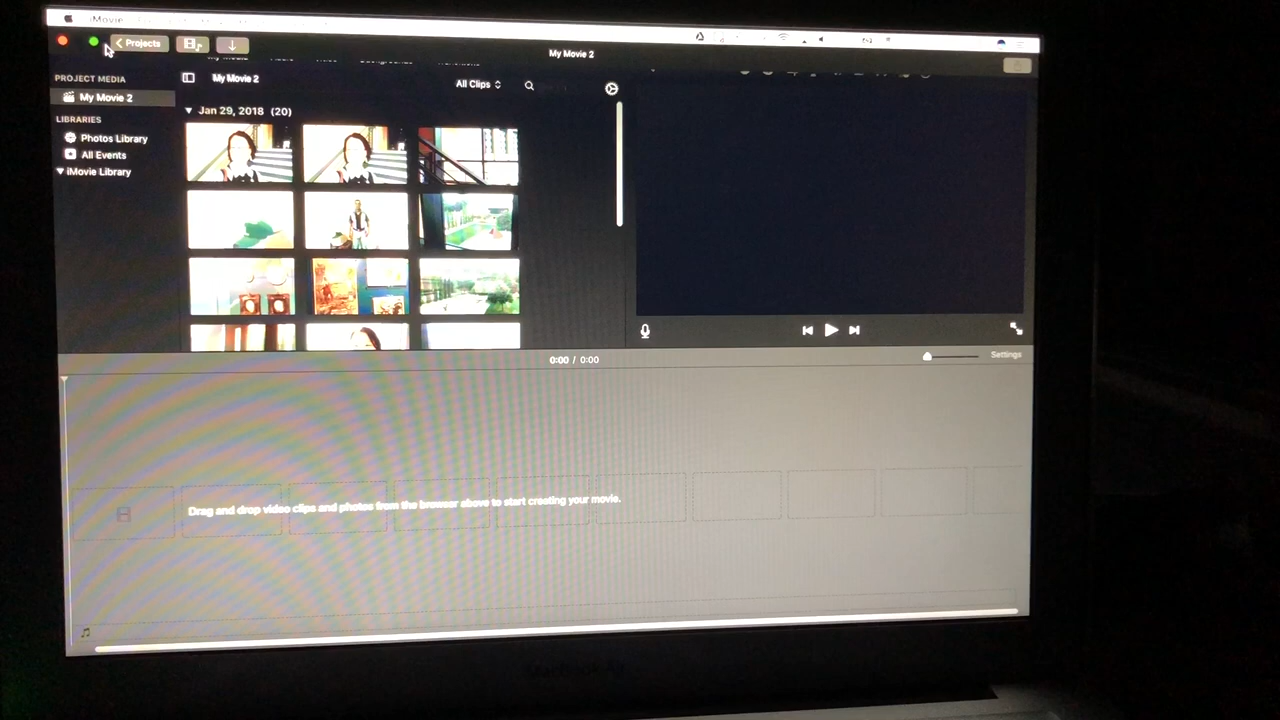 iMovie
Projects
My Movie 2
PROJECT MEDIA
My Movie 2
All Clips
My Movie 2
LIBRARIES
Jan 29, 2018 (20)
Photos Library
All Events
iMovie Library
0:00 / 0:00
Settings
Drag and drop video clips and photos from the browser above to start creating your movie.
MacBook Air